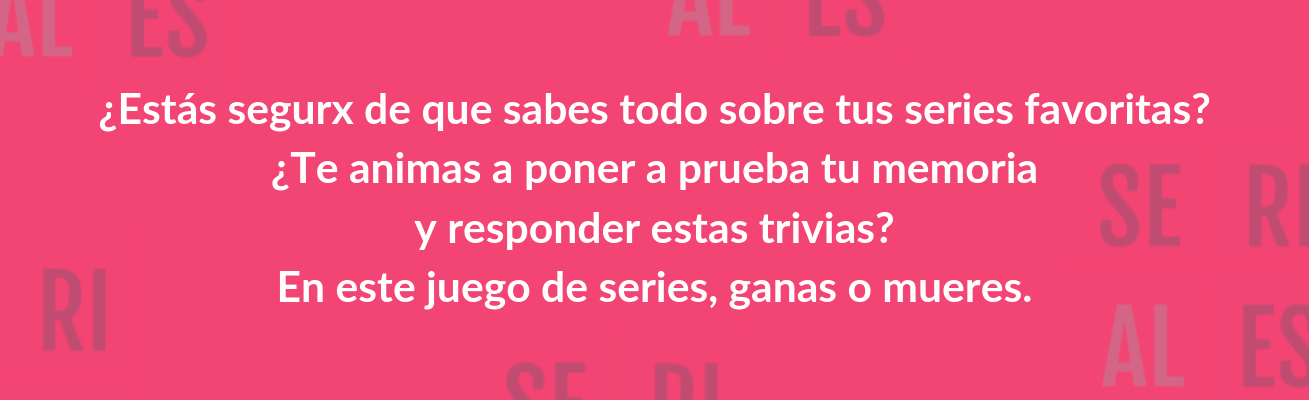 AL ES
AL ES
¿Estás segurx de que sabes todo sobre tus series favoritas?
¿Te animas a poner a prueba tu memoria
y responder estas trivias?
En este juego de series, ganas o mueres.
SE RI
RI
AL ES
SE RI